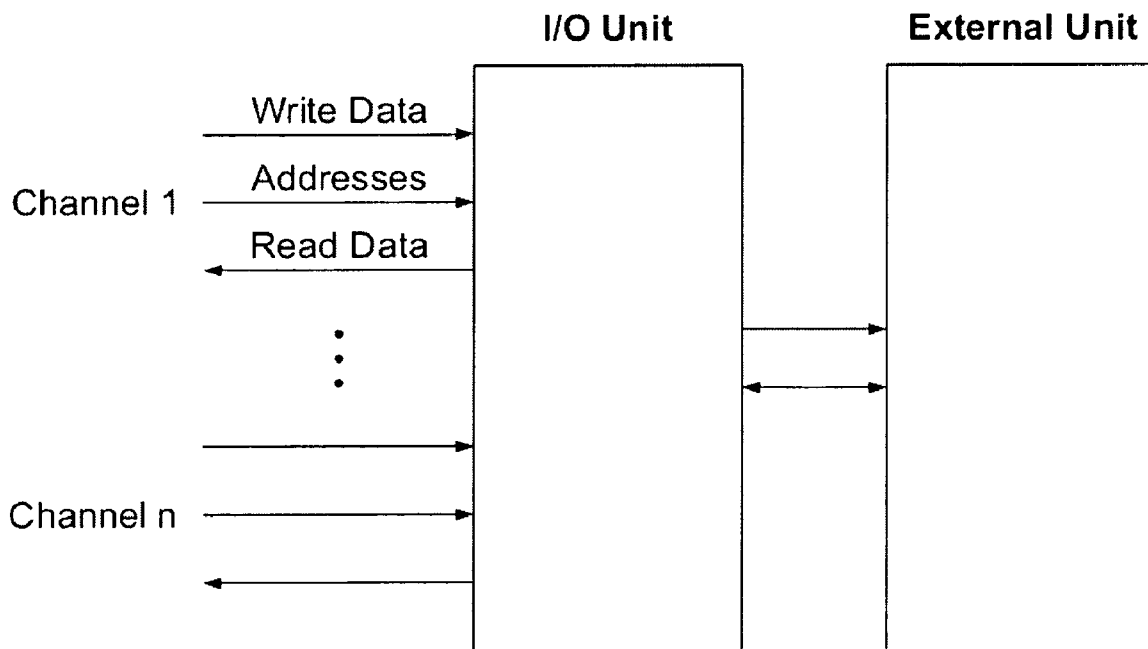 I/O Unit
External Unit
Write Data
Addresses
Channel 1
Read Data
Channel n